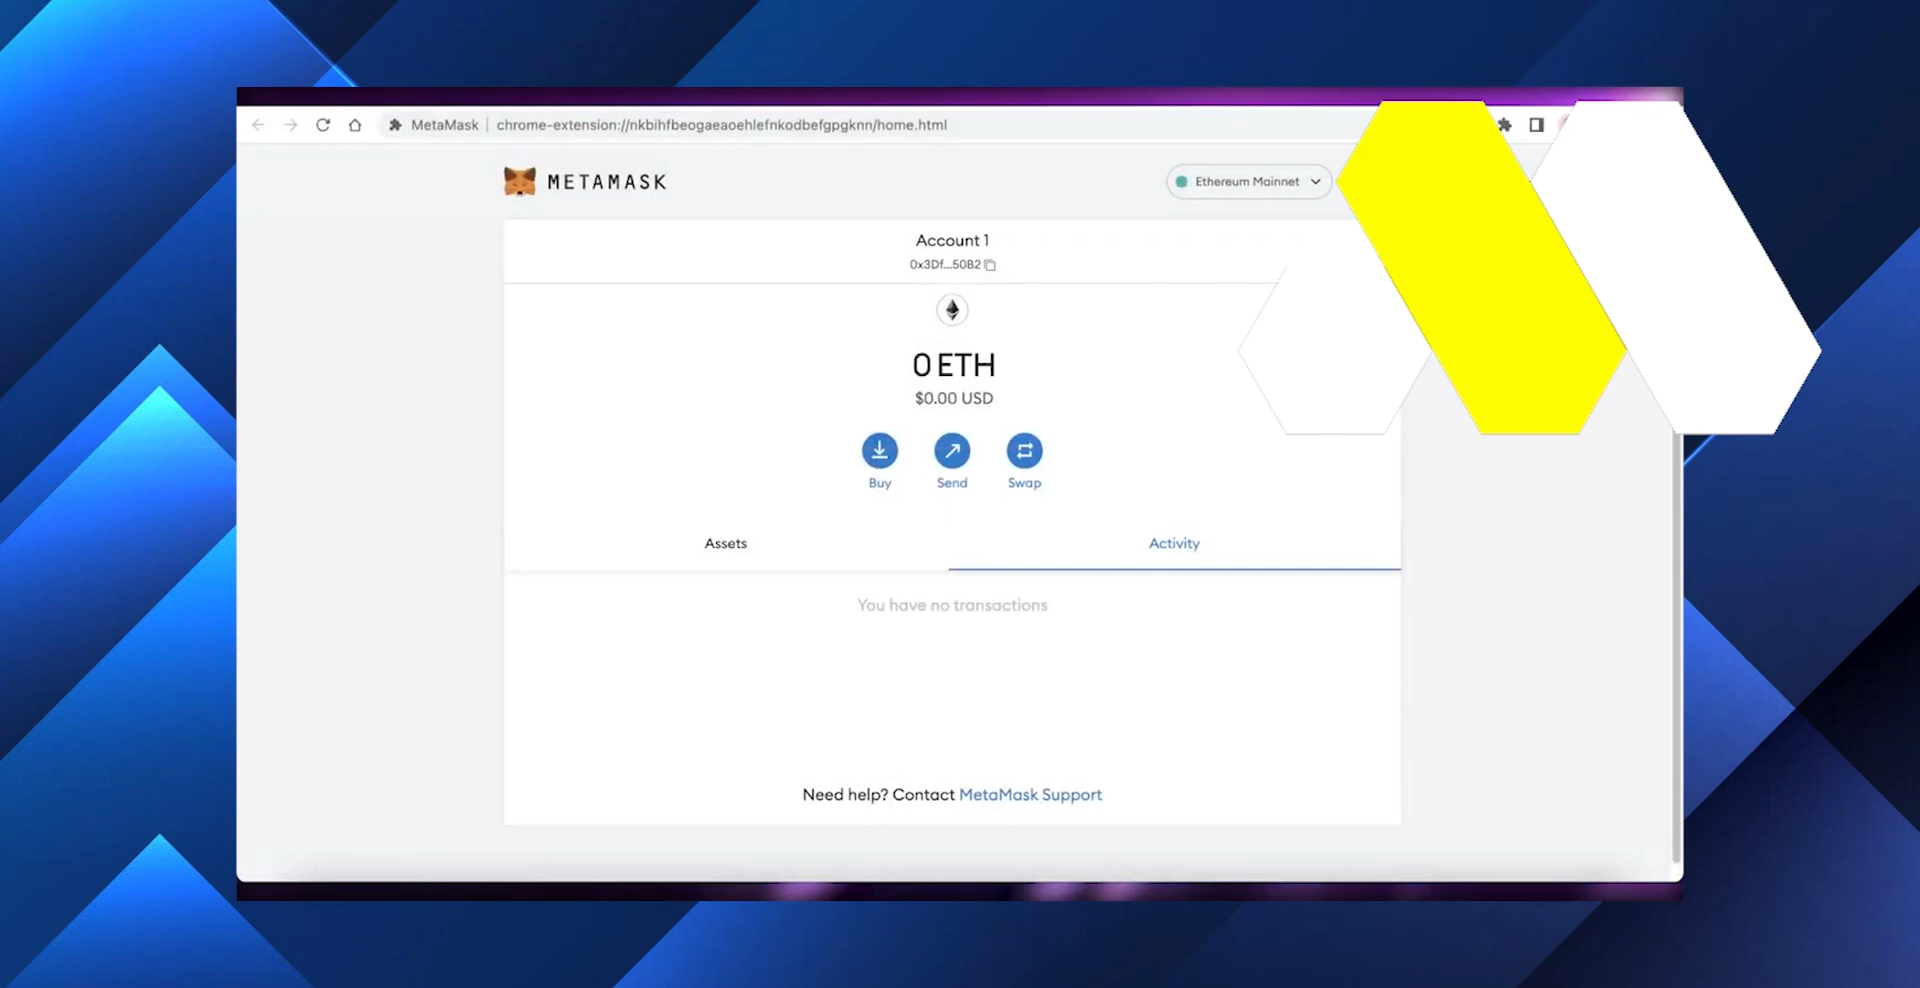 MetaMask | chrome-extension://nkbihfbeogaeaoehlefnkodbefgpgknn/home.html
METAMASK
Ethereum Mainnet
Account 1
0x3Df...50B2
0 ETH
$0.00 USD
Buy Send Swap
Assets Activity
You have no transactions
Need help? Contact MetaMask Support